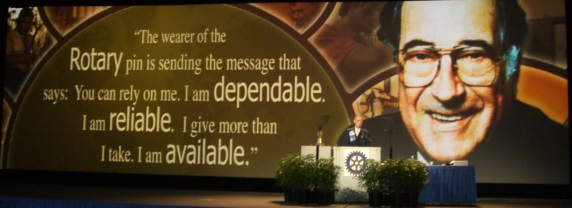 “The wearer of the
Rotary pin is sending the message that
says: You can rely on me. I am dependable.
I am reliable. I give more than
I take. I am available.”